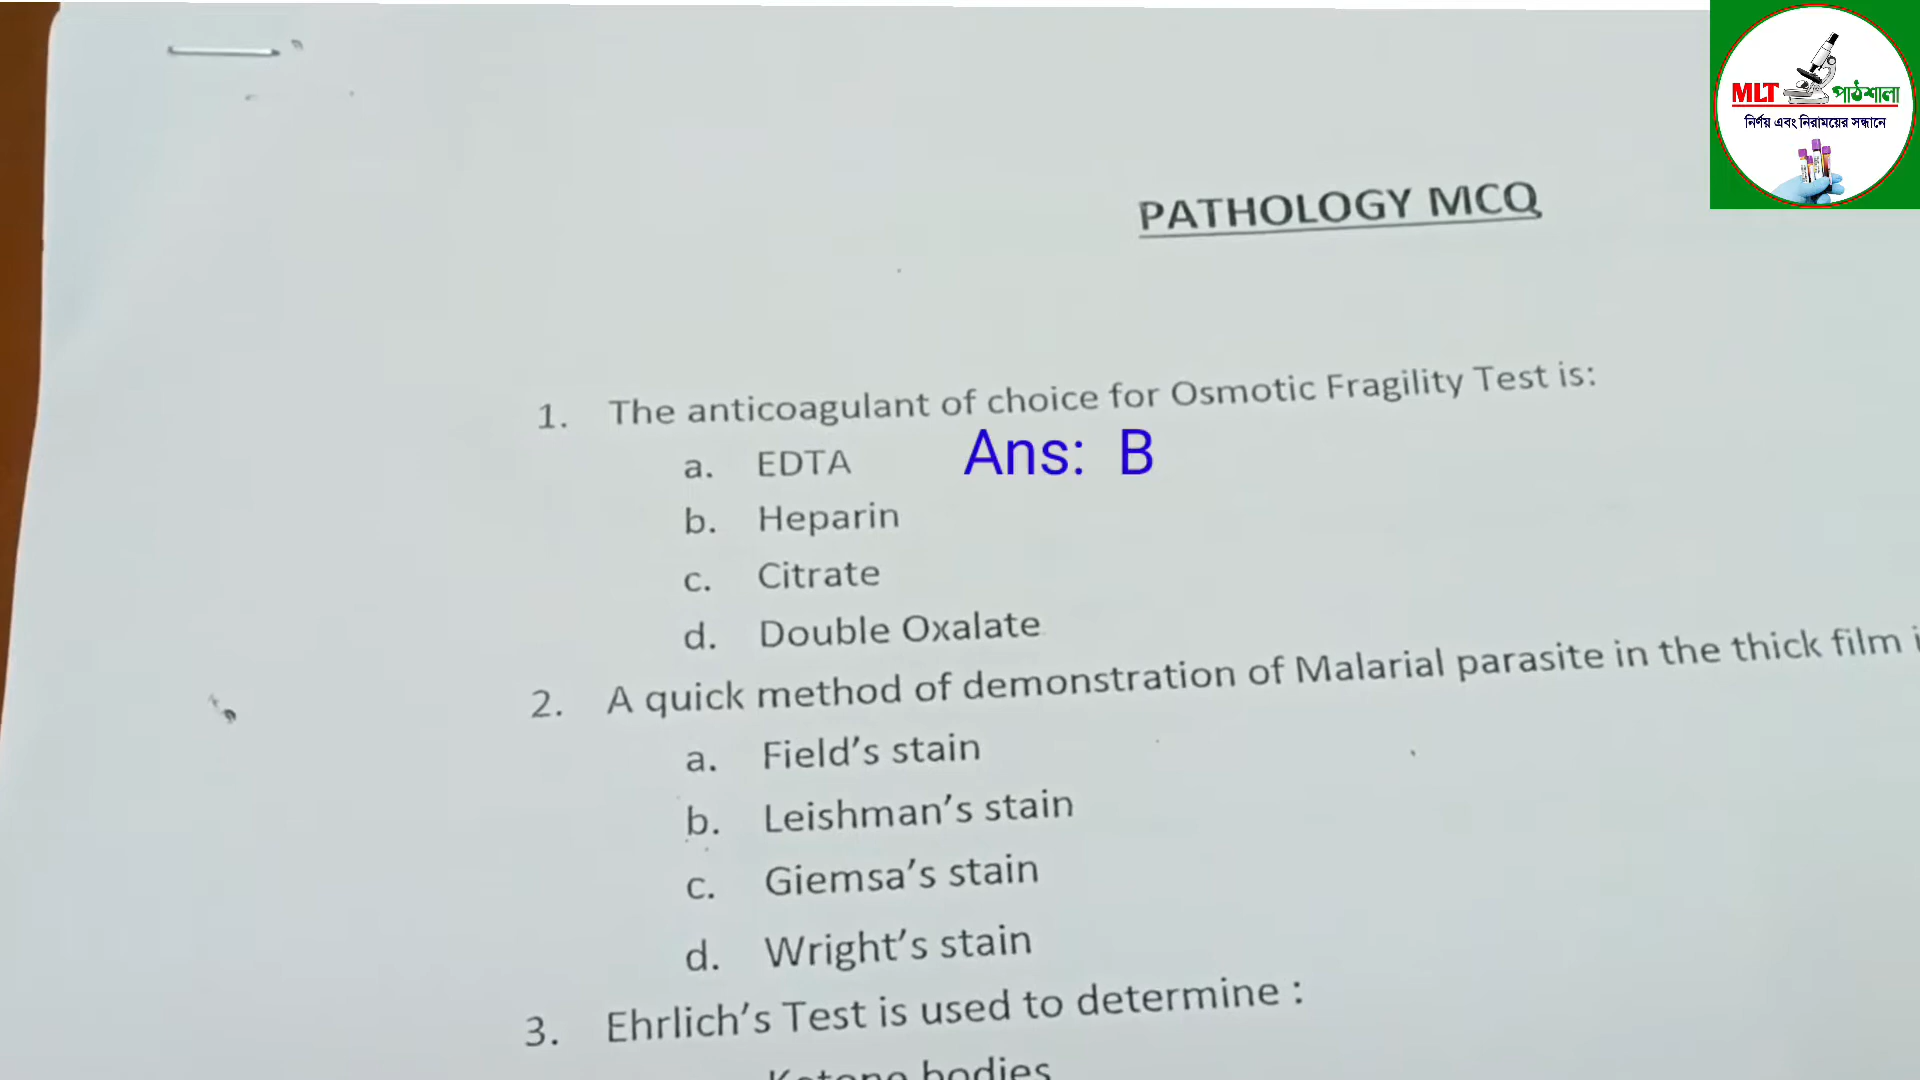 MLT পাঠশালা
নির্ণয় এবং নিরাময়ের সন্ধানে
PATHOLOGY MCQ
1. The anticoagulant of choice for Osmotic Fragility Test is:
a. EDTA
Ans: B
b. Heparin
c. Citrate
d. Double Oxalate
2. A quick method of demonstration of Malarial parasite in the thick film
a. Field’s stain
b. Leishman’s stain
c. Giemsa’s stain
d. Wright’s stain
3. Ehrlich’s Test is used to determine :
bodies